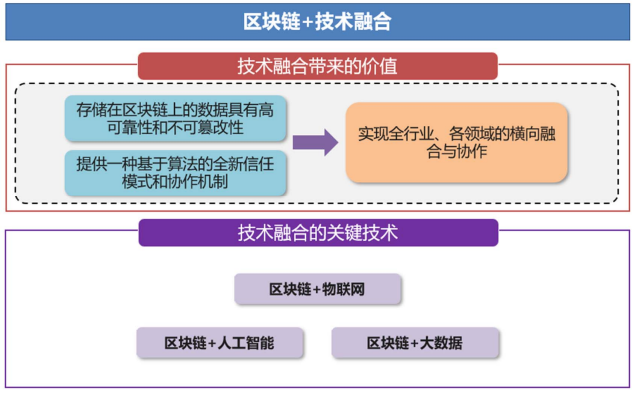 区块链+技术融合
技术融合带来的价值
存储在区块链上的数据具有高
可靠性和不可篡改性
提供一种基于算法的全新信任
模式和协作机制
实现全行业、各领域的横向融
合与协作
技术融合的关键技术
区块链+物联网
区块链+人工智能
区块链+大数据